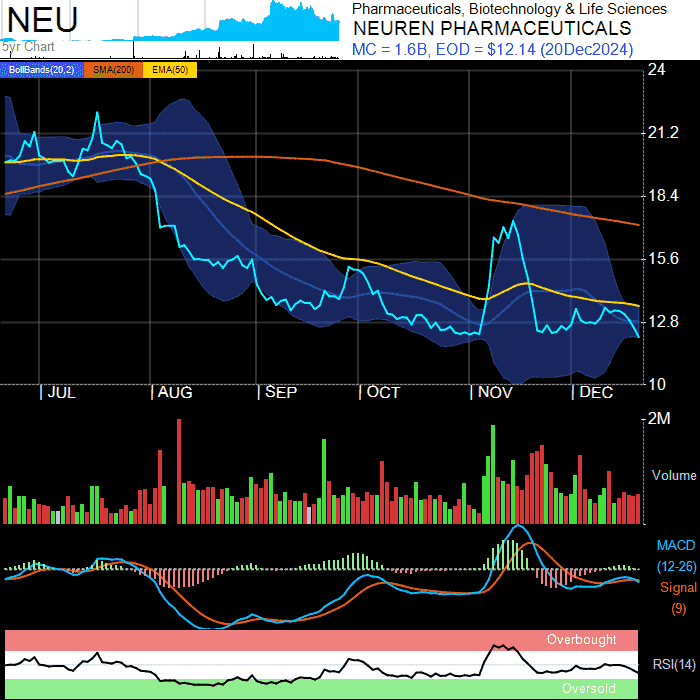 NEU
5yr Chart
Pharmaceuticals, Biotechnology & Life Sciences
NEUREN PHARMACEUTICALS
MC = 1.6B, EOD = $12.14 (20Dec2024)
BollBands(20,2) SMA(200) EMA(50)
24
21.2
18.4
15.6
12.8
10
JUL AUG SEP OCT NOV DEC
2M
Volume
MACD
(12-26)
Signal
(9)
Overbought
RSI(14)
Oversold